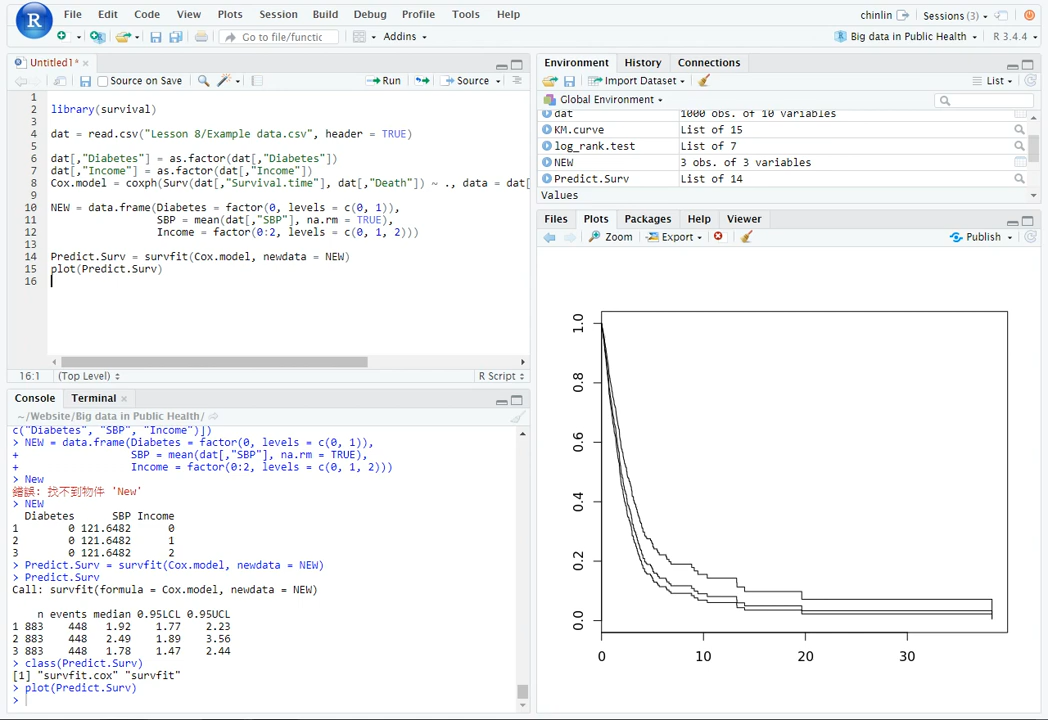 File Edit Code View Plots Session Build Debug Profile Tools Help
chinlin Sessions (3)
Go to file/functic Addins
Big data in Public Health R 3.4.4
Untitled1*
Source on Save Run Source
1
2 library(survival)
3
4 dat = read.csv("Lesson 8/Example data.csv", header = TRUE)
5
6 dat[,"Diabetes"] = as.factor(dat[,"Diabetes"])
7 dat[,"Income"] = as.factor(dat[,"Income"])
8 Cox.model = coxph(Surv(dat[,"Survival.time"], dat[,"Death"]) ~ ., data = dat[
9
10 NEW = data.frame(Diabetes = factor(0, levels = c(0, 1)),
11 SBP = mean(dat[,"SBP"], na.rm = TRUE),
12 Income = factor(0:2, levels = c(0, 1, 2)))
13
14 Predict.Surv = survfit(Cox.model, newdata = NEW)
15 plot(Predict.Surv)
16
16:1 (Top Level) R Script
Console Terminal
~/Website/Big data in Public Health/
c("Diabetes", "SBP", "Income")])
> NEW = data.frame(Diabetes = factor(0, levels = c(0, 1)),
+ SBP = mean(dat[,"SBP"], na.rm = TRUE),
+ Income = factor(0:2, levels = c(0, 1, 2)))
> New
錯誤: 找不到物件 'New'
> NEW
Diabetes SBP Income
1 0 121.6482 0
2 0 121.6482 1
3 0 121.6482 2
> Predict.Surv = survfit(Cox.model, newdata = NEW)
> Predict.Surv
Call: survfit(formula = Cox.model, newdata = NEW)
n events median 0.95LCL 0.95UCL
1 883 448 1.92 1.77 2.23
2 883 448 2.49 1.89 3.56
3 883 448 1.78 1.47 2.44
> class(Predict.Surv)
[1] "survfit.cox" "survfit"
> plot(Predict.Surv)
>
Environment History Connections
Import Dataset List
Global Environment
dat 1000 obs. of 10 variables
KM.curve List of 15
log_rank.test List of 7
NEW 3 obs. of 3 variables
Predict.Surv List of 14
Values
Files Plots Packages Help Viewer
Zoom Export Publish
1.0
0.8
0.6
0.4
0.2
0.0
0 10 20 30